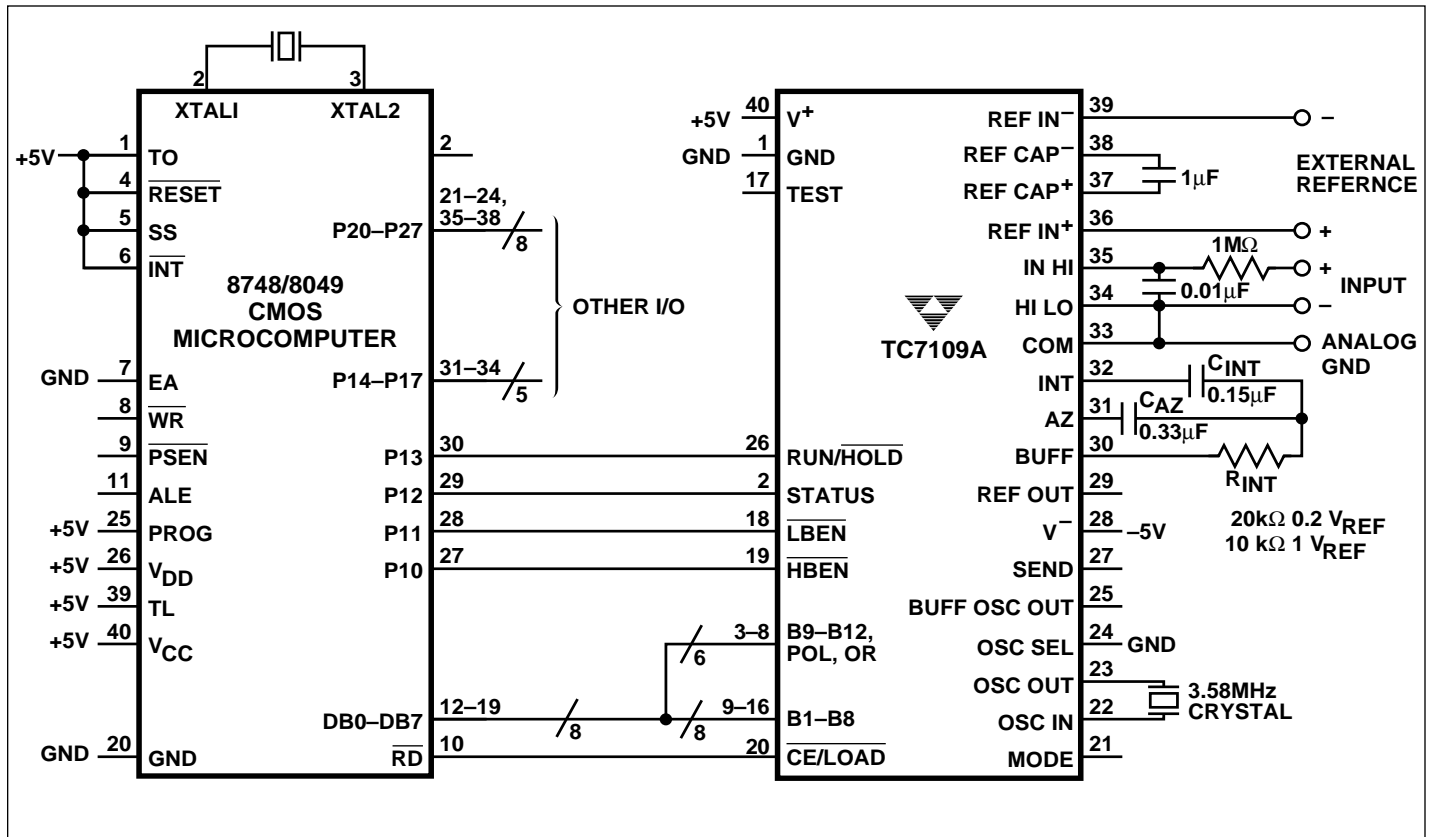 2
3
XTALI
XTAL2
+5V
1
TO
4
RESET
5
SS
6
INT
8748/8049
CMOS
MICROCOMPUTER
GND
7
EA
8
WR
9
PSEN
11
ALE
+5V
25
PROG
+5V
26
VDD
+5V
39
TL
+5V
40
VCC
GND
20
GND
2
21–24,
35–38
P20–P27
8
OTHER I/O
31–34
P14–P17
5
P13
30
P12
29
P11
28
P10
27
DB0–DB7
12–19
8
RD
10
6
8
+5V
40
V+
GND
1
GND
17
TEST
TC7109A
26
RUN/HOLD
2
STATUS
18
LBEN
19
HBEN
3–8
B9–B12,
POL, OR
9–16
B1–B8
20
CE/LOAD
REF IN–
39
–
REF CAP–
38
1µF
EXTERNAL
REFERNCE
REF CAP+
37
REF IN+
36
+
1MΩ
IN HI
35
+
0.01µF
INPUT
HI LO
34
–
COM
33
ANALOG
GND
INT
32
CINT
0.15µF
AZ
31
CAZ
0.33µF
BUFF
30
RINT
REF OUT
29
20kΩ 0.2 VREF
10 kΩ 1 VREF
V–
28
–5V
SEND
27
BUFF OSC OUT
25
OSC SEL
24
GND
OSC OUT
23
3.58MHz
CRYSTAL
OSC IN
22
MODE
21